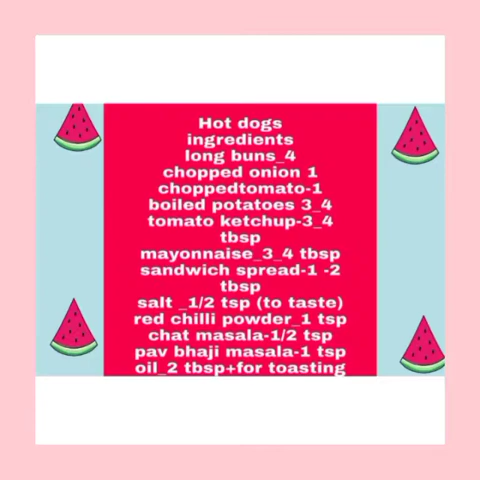 Hot dogs
ingredients
long buns_4
chopped onion 1
choppedtomato-1
boiled potatoes 3_4
tomato ketchup-3_4
tbsp
mayonnaise_3_4 tbsp
sandwich spread-1 -2
tbsp
salt _1/2 tsp (to taste)
red chilli powder_1 tsp
chat masala-1/2 tsp
pav bhaji masala-1 tsp
oil_2 tbsp+for toasting